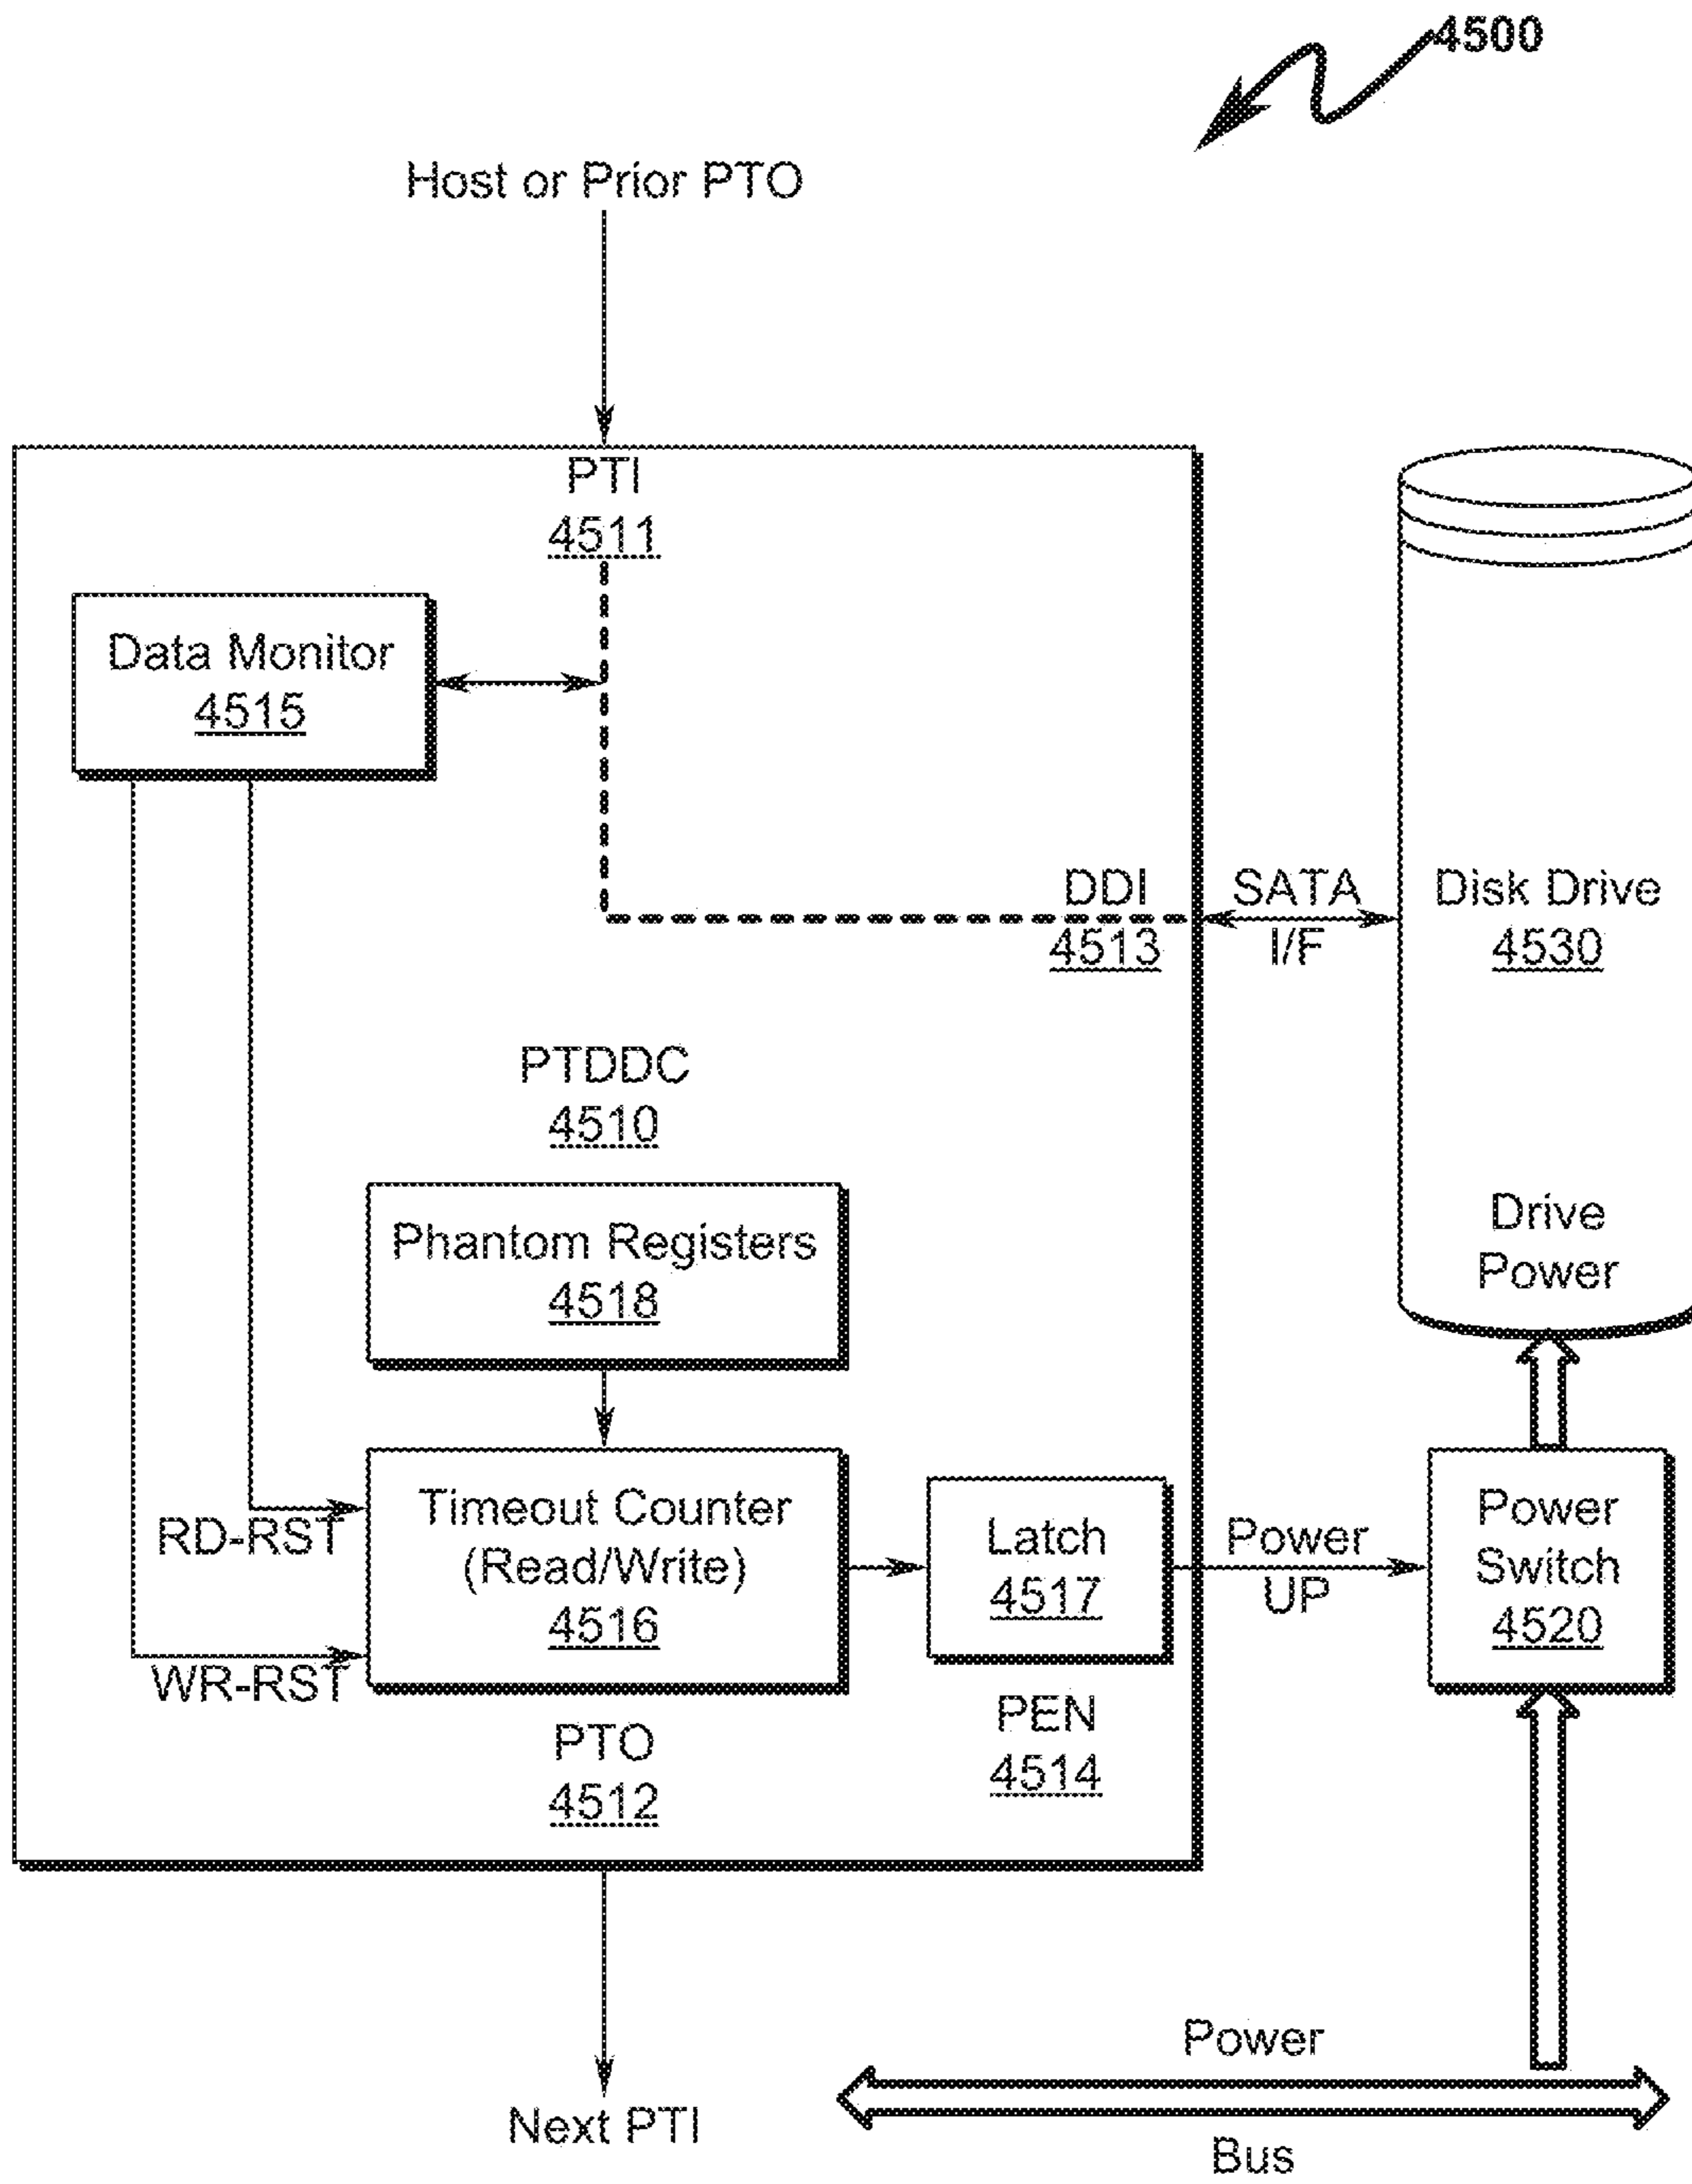 4500
Host or Prior PTO
PTI
4511
Data Monitor
4515
DDI
4513
SATA
I/F
Disk Drive
4530
PTDDC
4510
Phantom Registers
4518
Drive
Power
RD-RST
WR-RST
Timeout Counter
(Read/Write)
4516
Latch
4517
Power
UP
Power
Switch
4520
PTO
4512
PEN
4514
Next PTI
Power
Bus